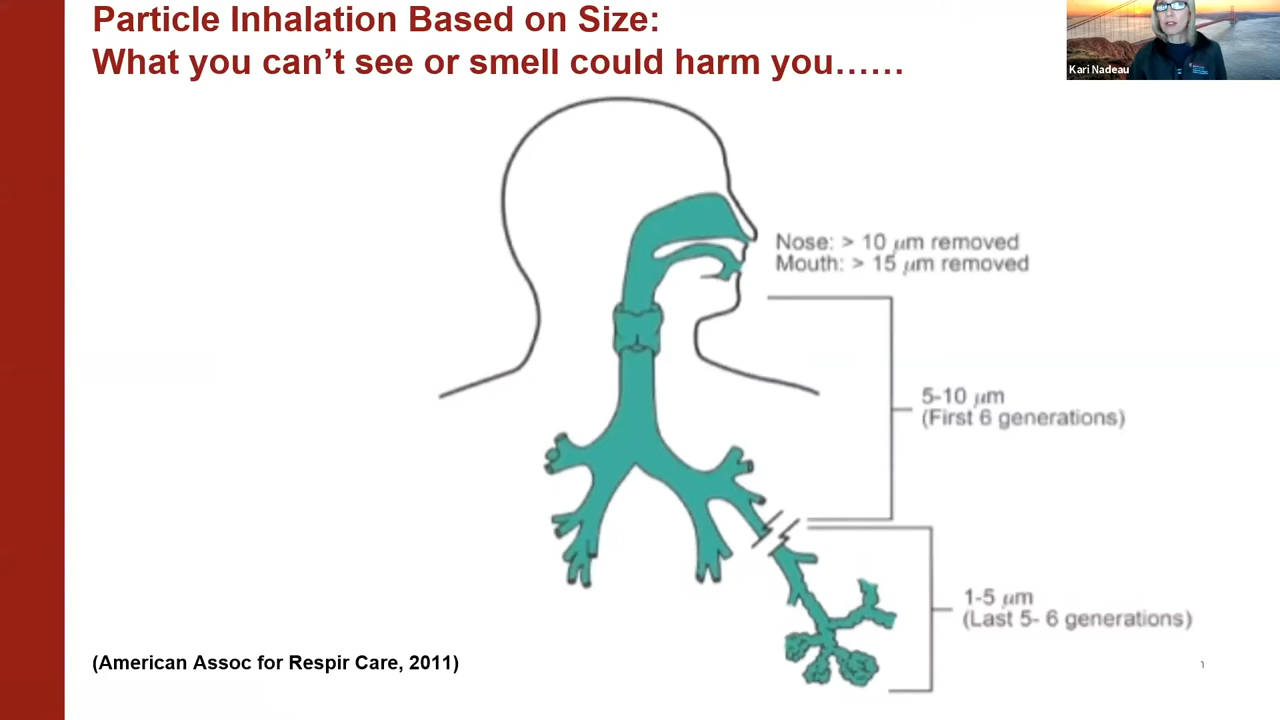 Particle Inhalation Based on Size:
What you can’t see or smell could harm you……
Kari Nadeau
Nose: > 10 µm removed
Mouth: > 15 µm removed
5-10 µm
(First 6 generations)
1-5 µm
(Last 5- 6 generations)
(American Assoc for Respir Care, 2011)
1